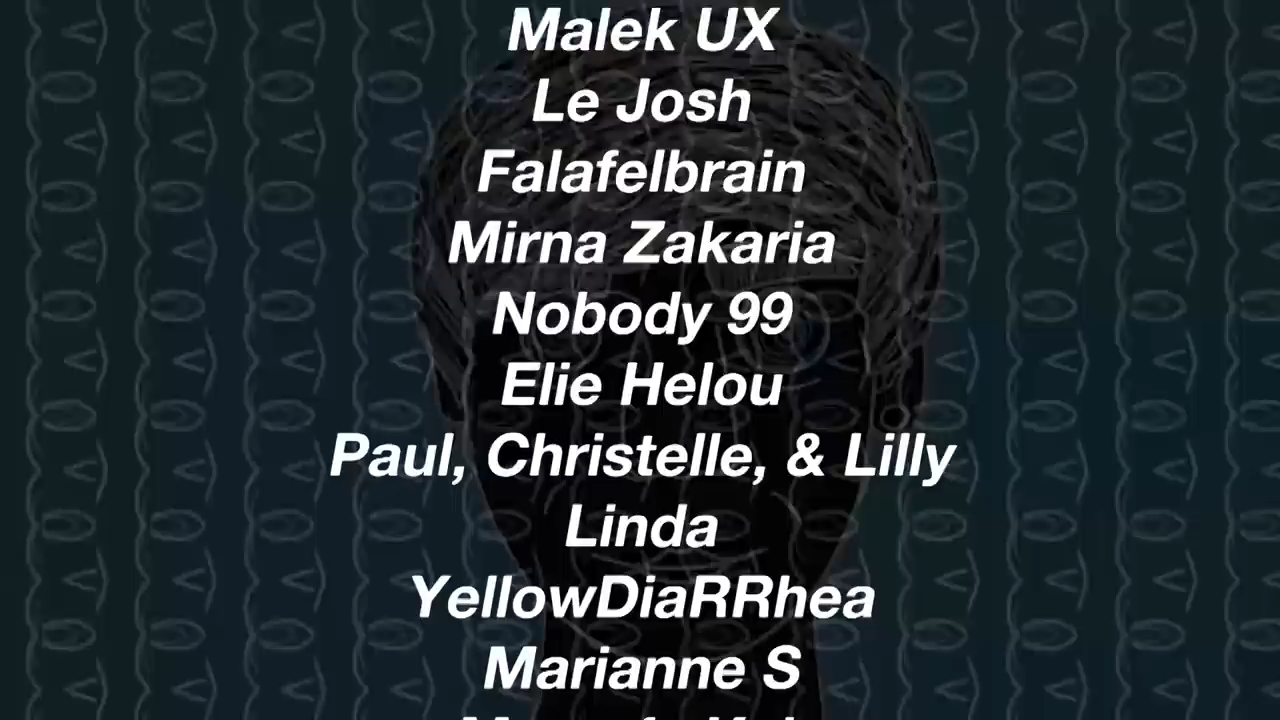 Malek UX
Le Josh
Falafelbrain
Mirna Zakaria
Nobody 99
Elie Helou
Paul, Christelle, & Lilly
Linda
YellowDiaRRhea
Marianne S